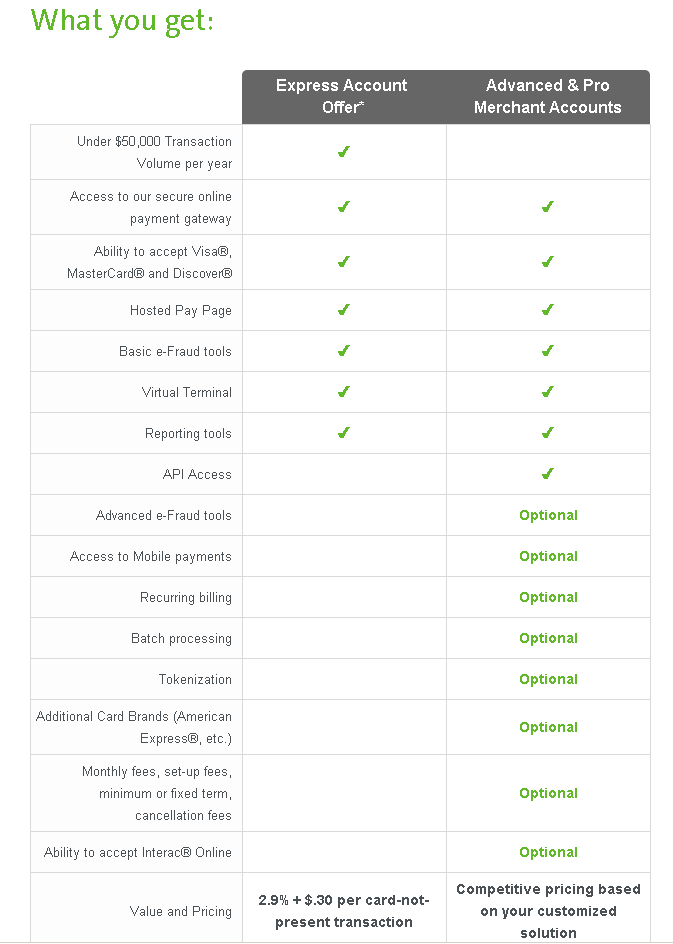 What you get:
Express Account
Offer*
Advanced & Pro
Merchant Accounts
Under $50,000 Transaction
Volume per year
✔
Access to our secure online
payment gateway
✔ ✔
Ability to accept Visa®,
MasterCard® and Discover®
✔ ✔
Hosted Pay Page ✔ ✔
Basic e-Fraud tools ✔ ✔
Virtual Terminal ✔ ✔
Reporting tools ✔ ✔
API Access ✔
Advanced e-Fraud tools Optional
Access to Mobile payments Optional
Recurring billing Optional
Batch processing Optional
Tokenization Optional
Additional Card Brands (American
Express®, etc.)
Optional
Monthly fees, set-up fees,
minimum or fixed term,
cancellation fees
Optional
Ability to accept Interac® Online Optional
Value and Pricing
2.9% + $.30 per card-not-
present transaction
Competitive pricing based
on your customized
solution